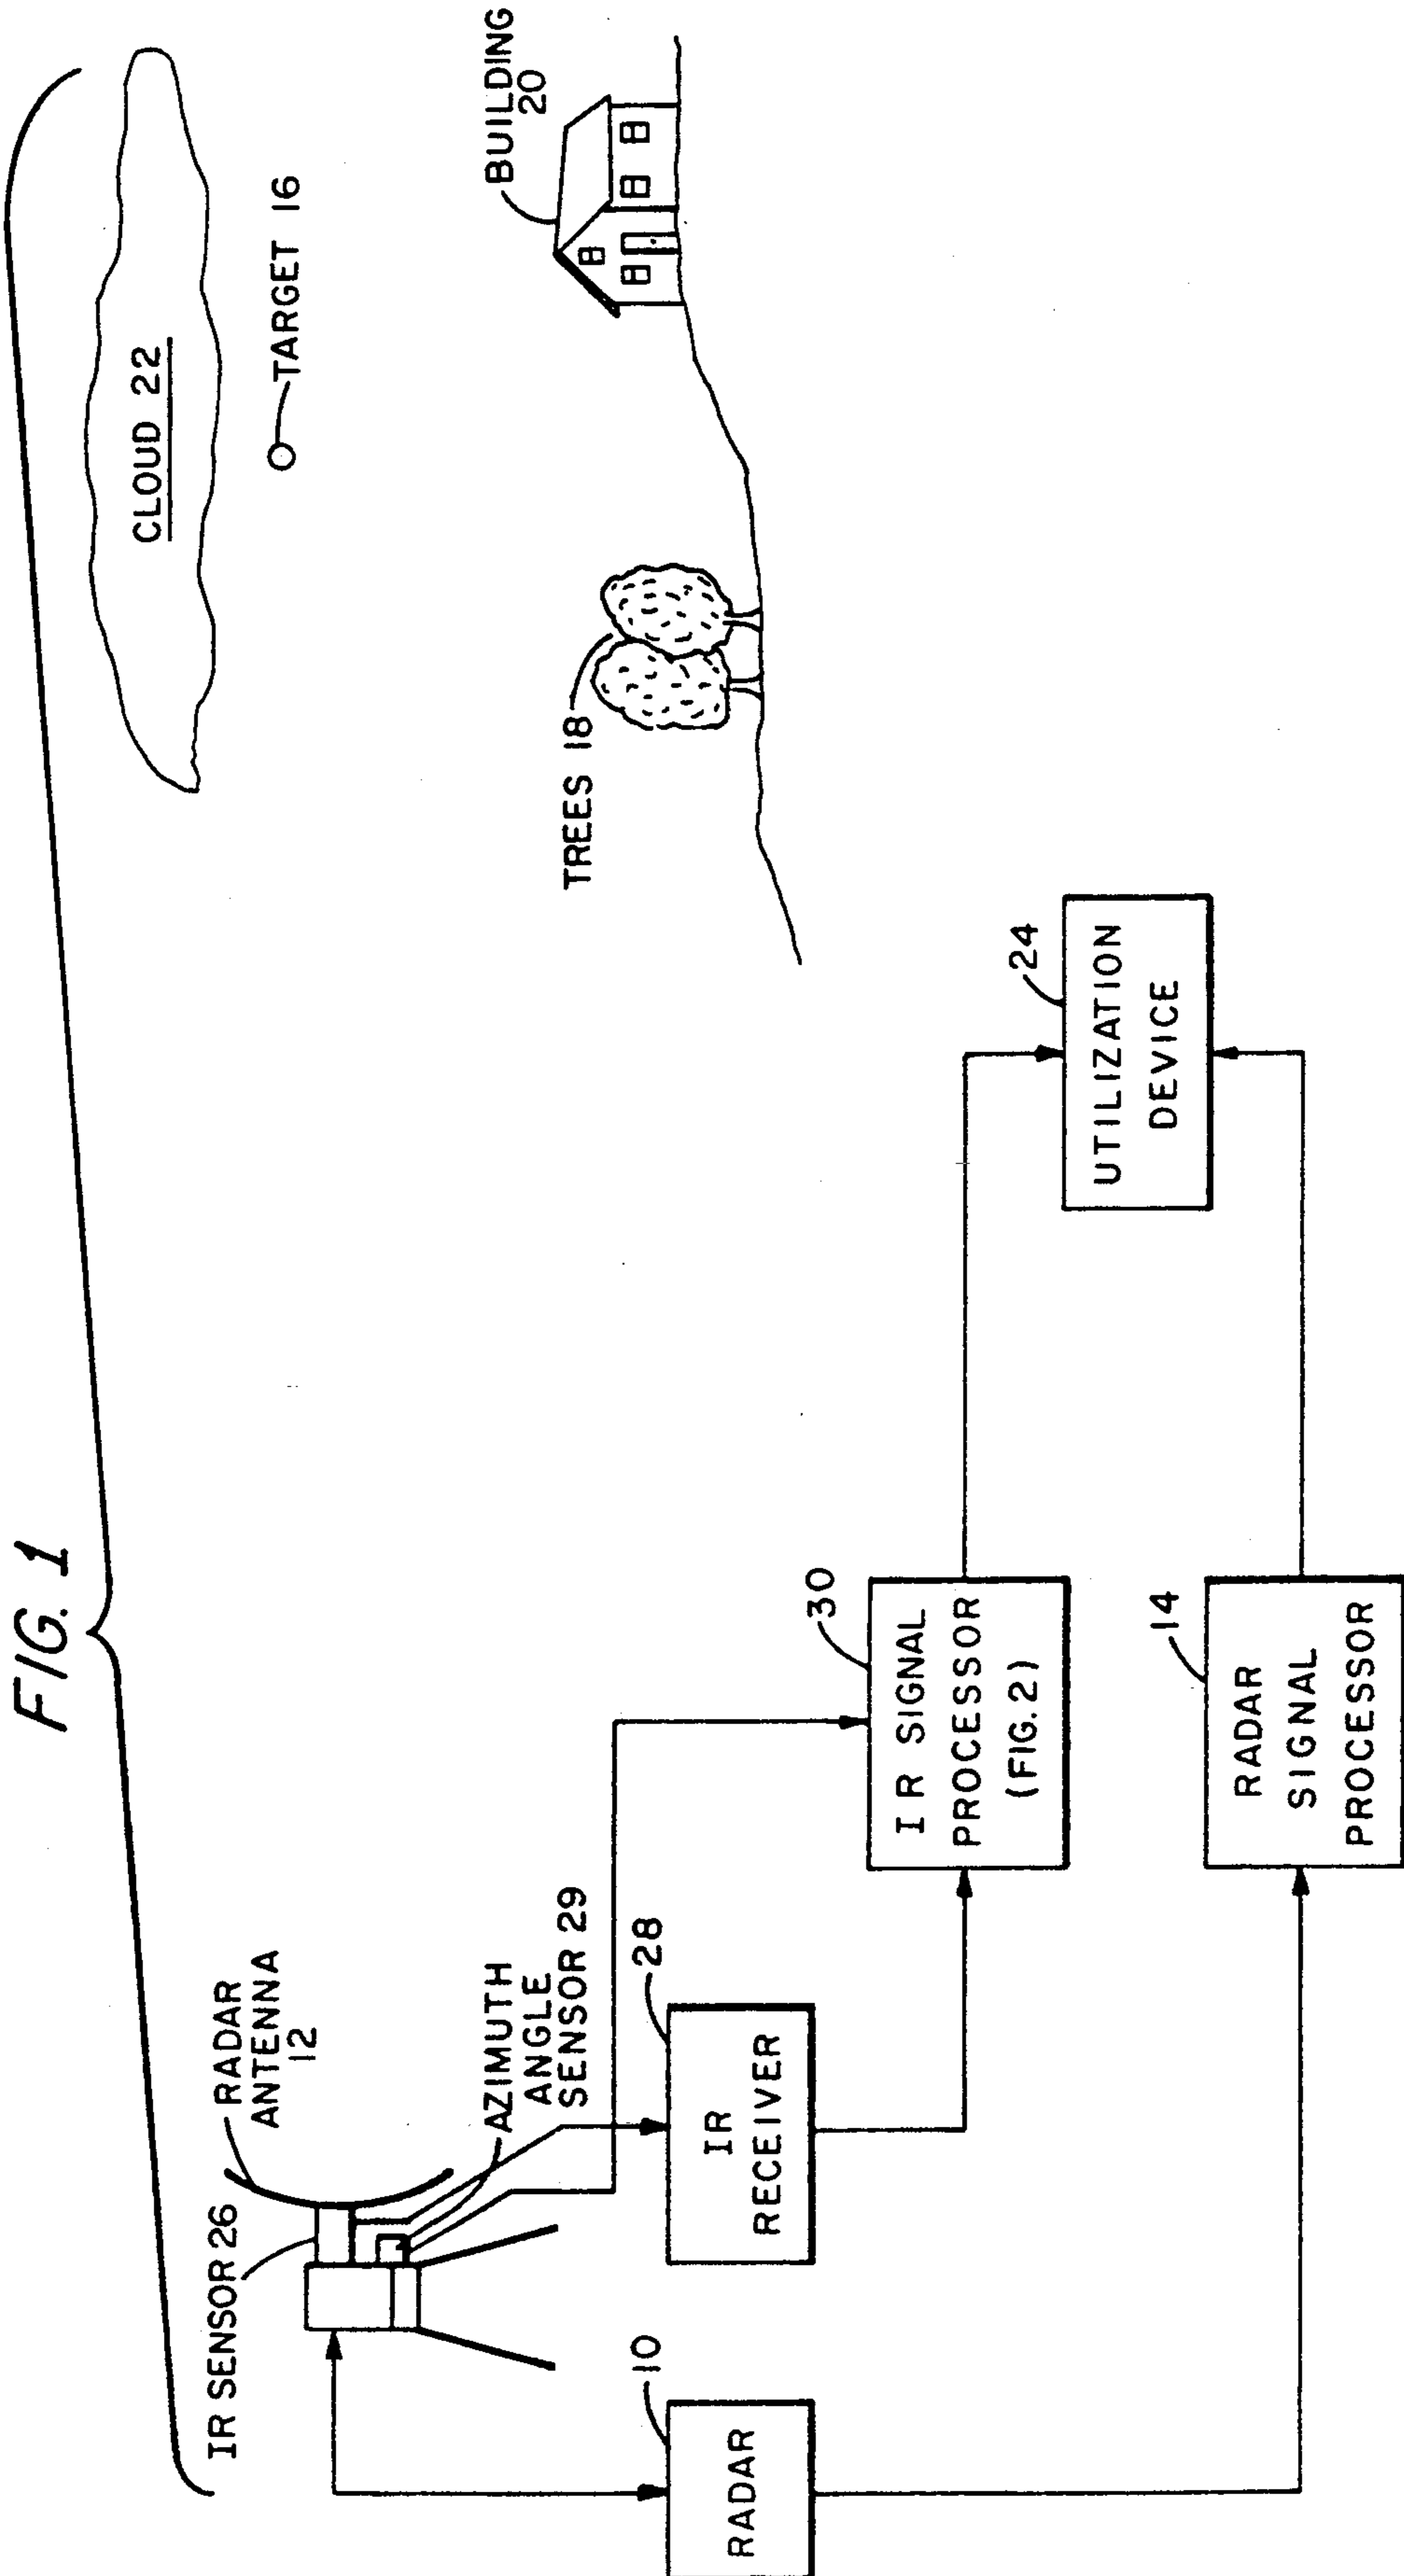 FIG. 1
CLOUD 22
TARGET 16
BUILDING
20
TREES 18
IR SENSOR 26
RADAR
ANTENNA
12
AZIMUTH
ANGLE
SENSOR 29
10
RADAR
28
IR
RECEIVER
30
IR SIGNAL
PROCESSOR
(FIG. 2)
14
RADAR
SIGNAL
PROCESSOR
24
UTILIZATION
DEVICE